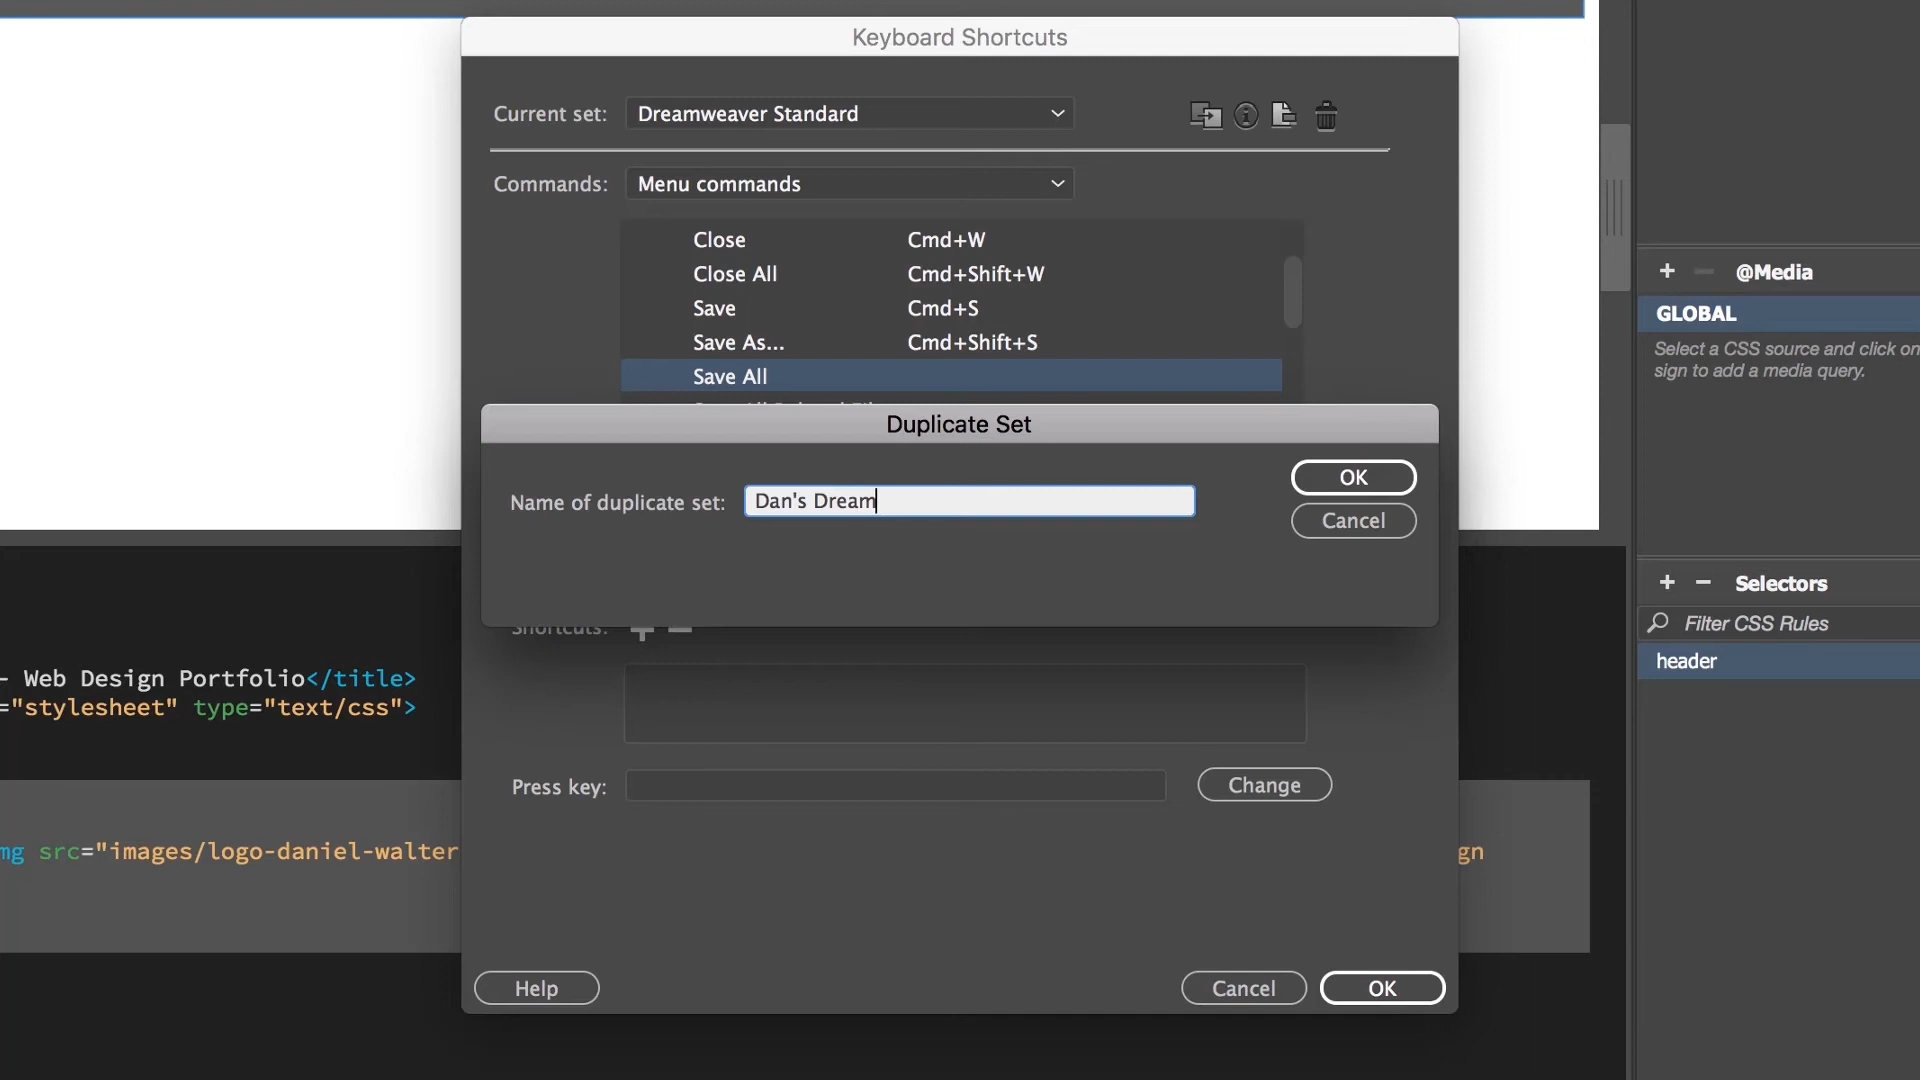 Keyboard Shortcuts
Current set: Dreamweaver Standard
Commands: Menu commands
Close Cmd+W
Close All Cmd+Shift+W
Save Cmd+S
Save As... Cmd+Shift+S
Save All
Duplicate Set
Name of duplicate set: Dan's Dream
OK
Cancel
Shortcuts:
Press key:
Change
Help
Cancel
OK
- Web Design Portfolio</title>
="stylesheet" type="text/css">
mg src="images/logo-daniel-walter
gn
@Media
GLOBAL
Select a CSS source and click on
sign to add a media query.
Selectors
Filter CSS Rules
header